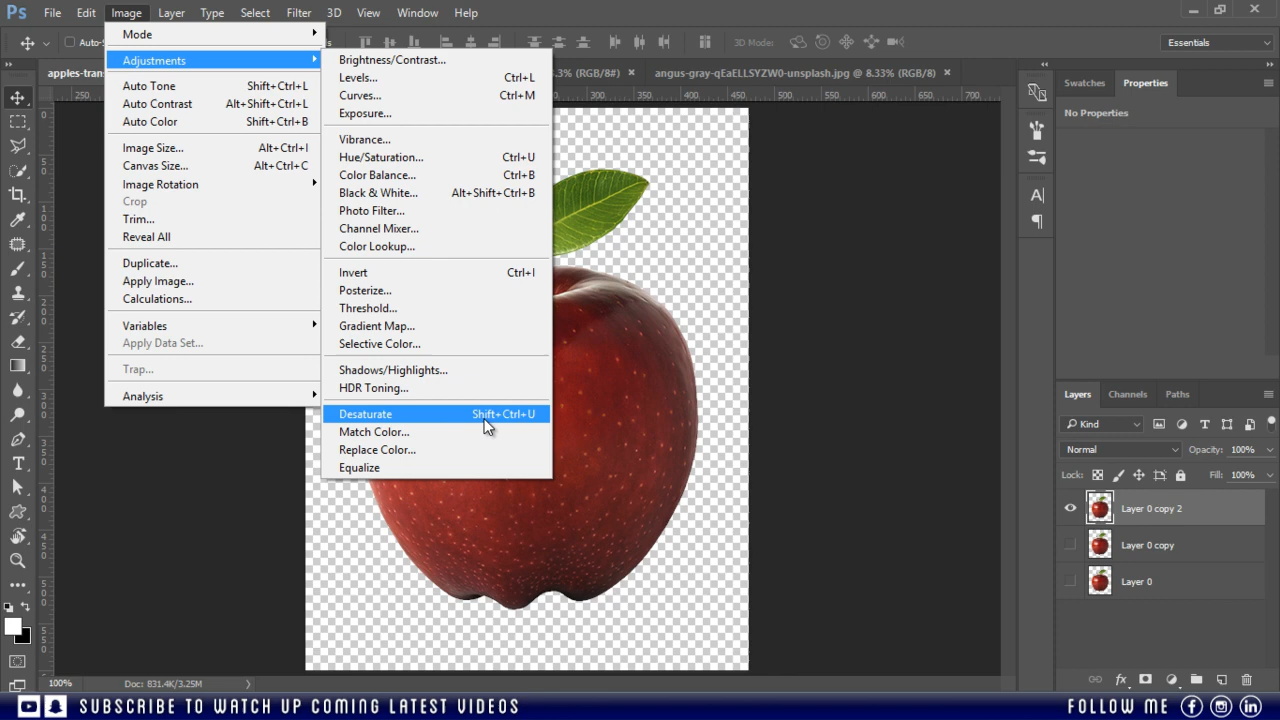 Ps File Edit Image Layer Type Select Filter 3D View Window Help
Auto-S
3D Mode:
Essentials
apples-tran
.3% (RGB/8#) ×
angus-gray-qEaELLSYZW0-unsplash.jpg @ 8.33% (RGB/8) ×
250 300 350 400 450 500 550 600 650 700
Mode
Adjustments
Auto Tone Shift+Ctrl+L
Auto Contrast Alt+Shift+Ctrl+L
Auto Color Shift+Ctrl+B
Image Size... Alt+Ctrl+I
Canvas Size... Alt+Ctrl+C
Image Rotation
Crop
Trim...
Reveal All
Duplicate...
Apply Image...
Calculations...
Variables
Apply Data Set...
Trap...
Analysis
Brightness/Contrast...
Levels... Ctrl+L
Curves... Ctrl+M
Exposure...
Vibrance...
Hue/Saturation... Ctrl+U
Color Balance... Ctrl+B
Black & White... Alt+Shift+Ctrl+B
Photo Filter...
Channel Mixer...
Color Lookup...
Invert Ctrl+I
Posterize...
Threshold...
Gradient Map...
Selective Color...
Shadows/Highlights...
HDR Toning...
Desaturate Shift+Ctrl+U
Match Color...
Replace Color...
Equalize
Swatches Properties
No Properties
Layers Channels Paths
Kind
Normal Opacity: 100%
Lock: Fill: 100%
Layer 0 copy 2
Layer 0 copy
Layer 0
100% Doc: 831.4K/3.25M
SUBSCRIBE TO WATCH UP COMING LATEST VIDEOS
FOLLOW ME